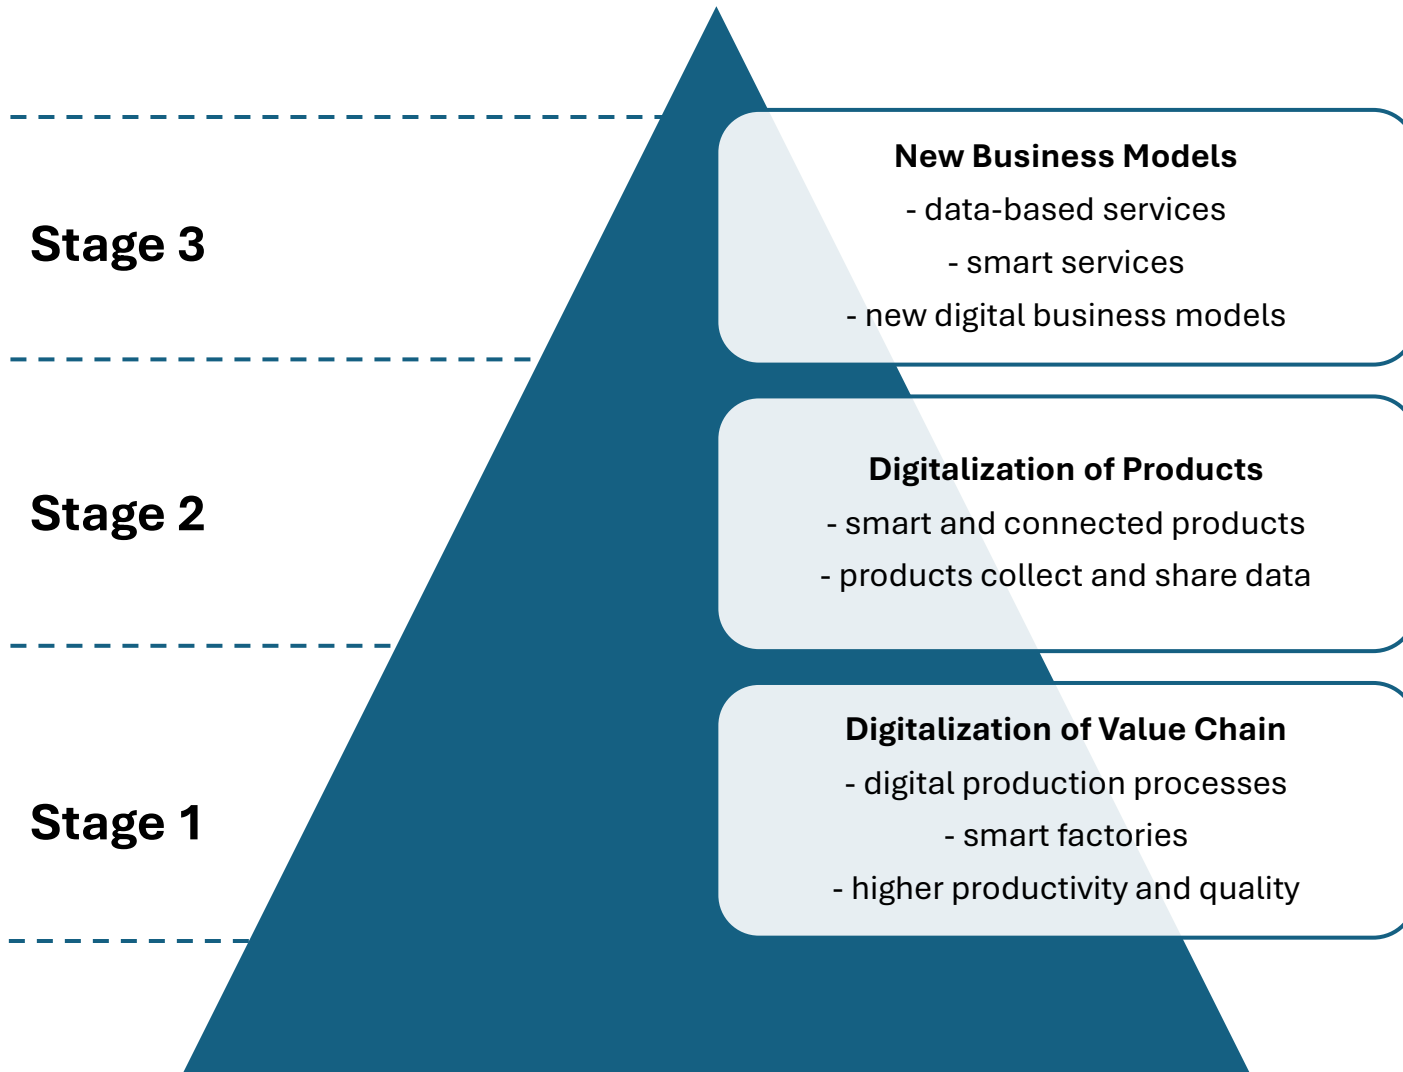 Stage 3
New Business Models
- data-based services
- smart services
- new digital business models
Stage 2
Digitalization of Products
- smart and connected products
- products collect and share data
Stage 1
Digitalization of Value Chain
- digital production processes
- smart factories
- higher productivity and quality